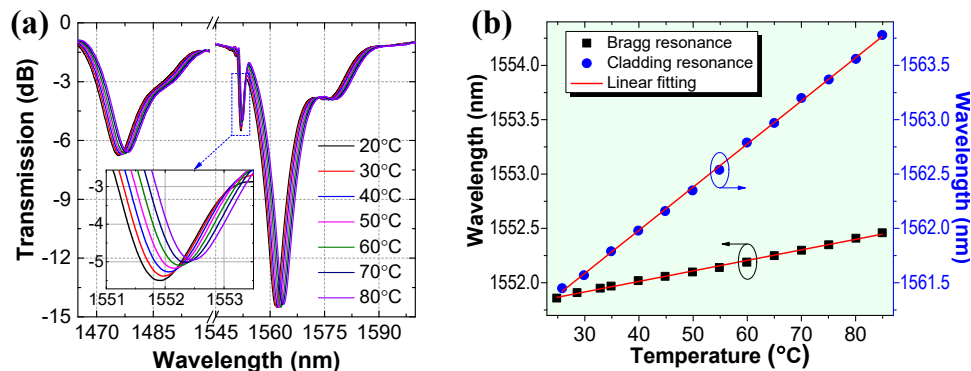 (a)
Transmission (dB)
0
-3
-6
-9
-12
-15
1470
1485
1545
1560
1575
1590
Wavelength (nm)
20°C
30°C
40°C
50°C
60°C
70°C
80°C
-3
-4
-5
1551
1552
1553
(b)
Bragg resonance
Cladding resonance
Linear fitting
Wavelength (nm)
1554.0
1553.5
1553.0
1552.5
1552.0
1563.5
1563.0
1562.5
1562.0
1561.5
Wavelength (nm)
30
40
50
60
70
80
Temperature (°C)